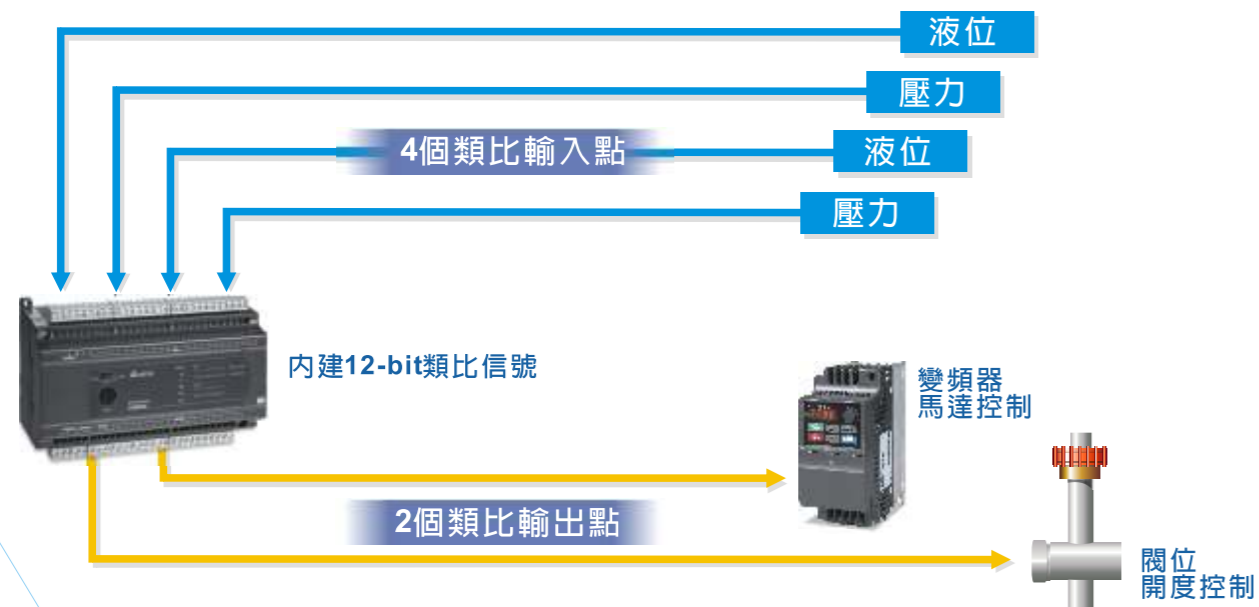 液位
壓力
4個類比輸入點
液位
壓力
內建12-bit類比信號
變頻器
馬達控制
2個類比輸出點
閥位
開度控制